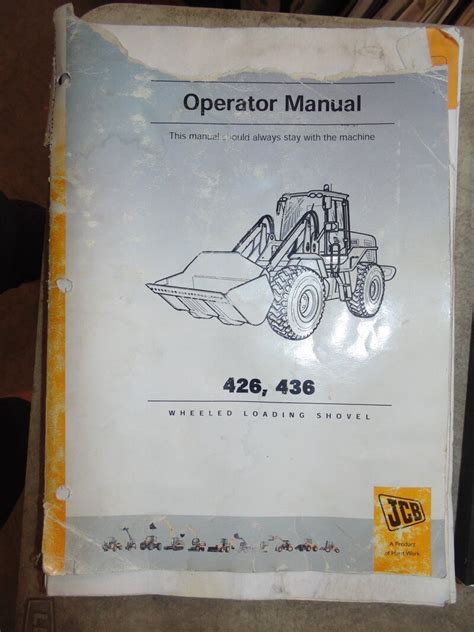 Operator Manual
This manual should always stay with the machine
426, 436
WHEELED LOADING SHOVEL
JCB
A Product
of Hard Work